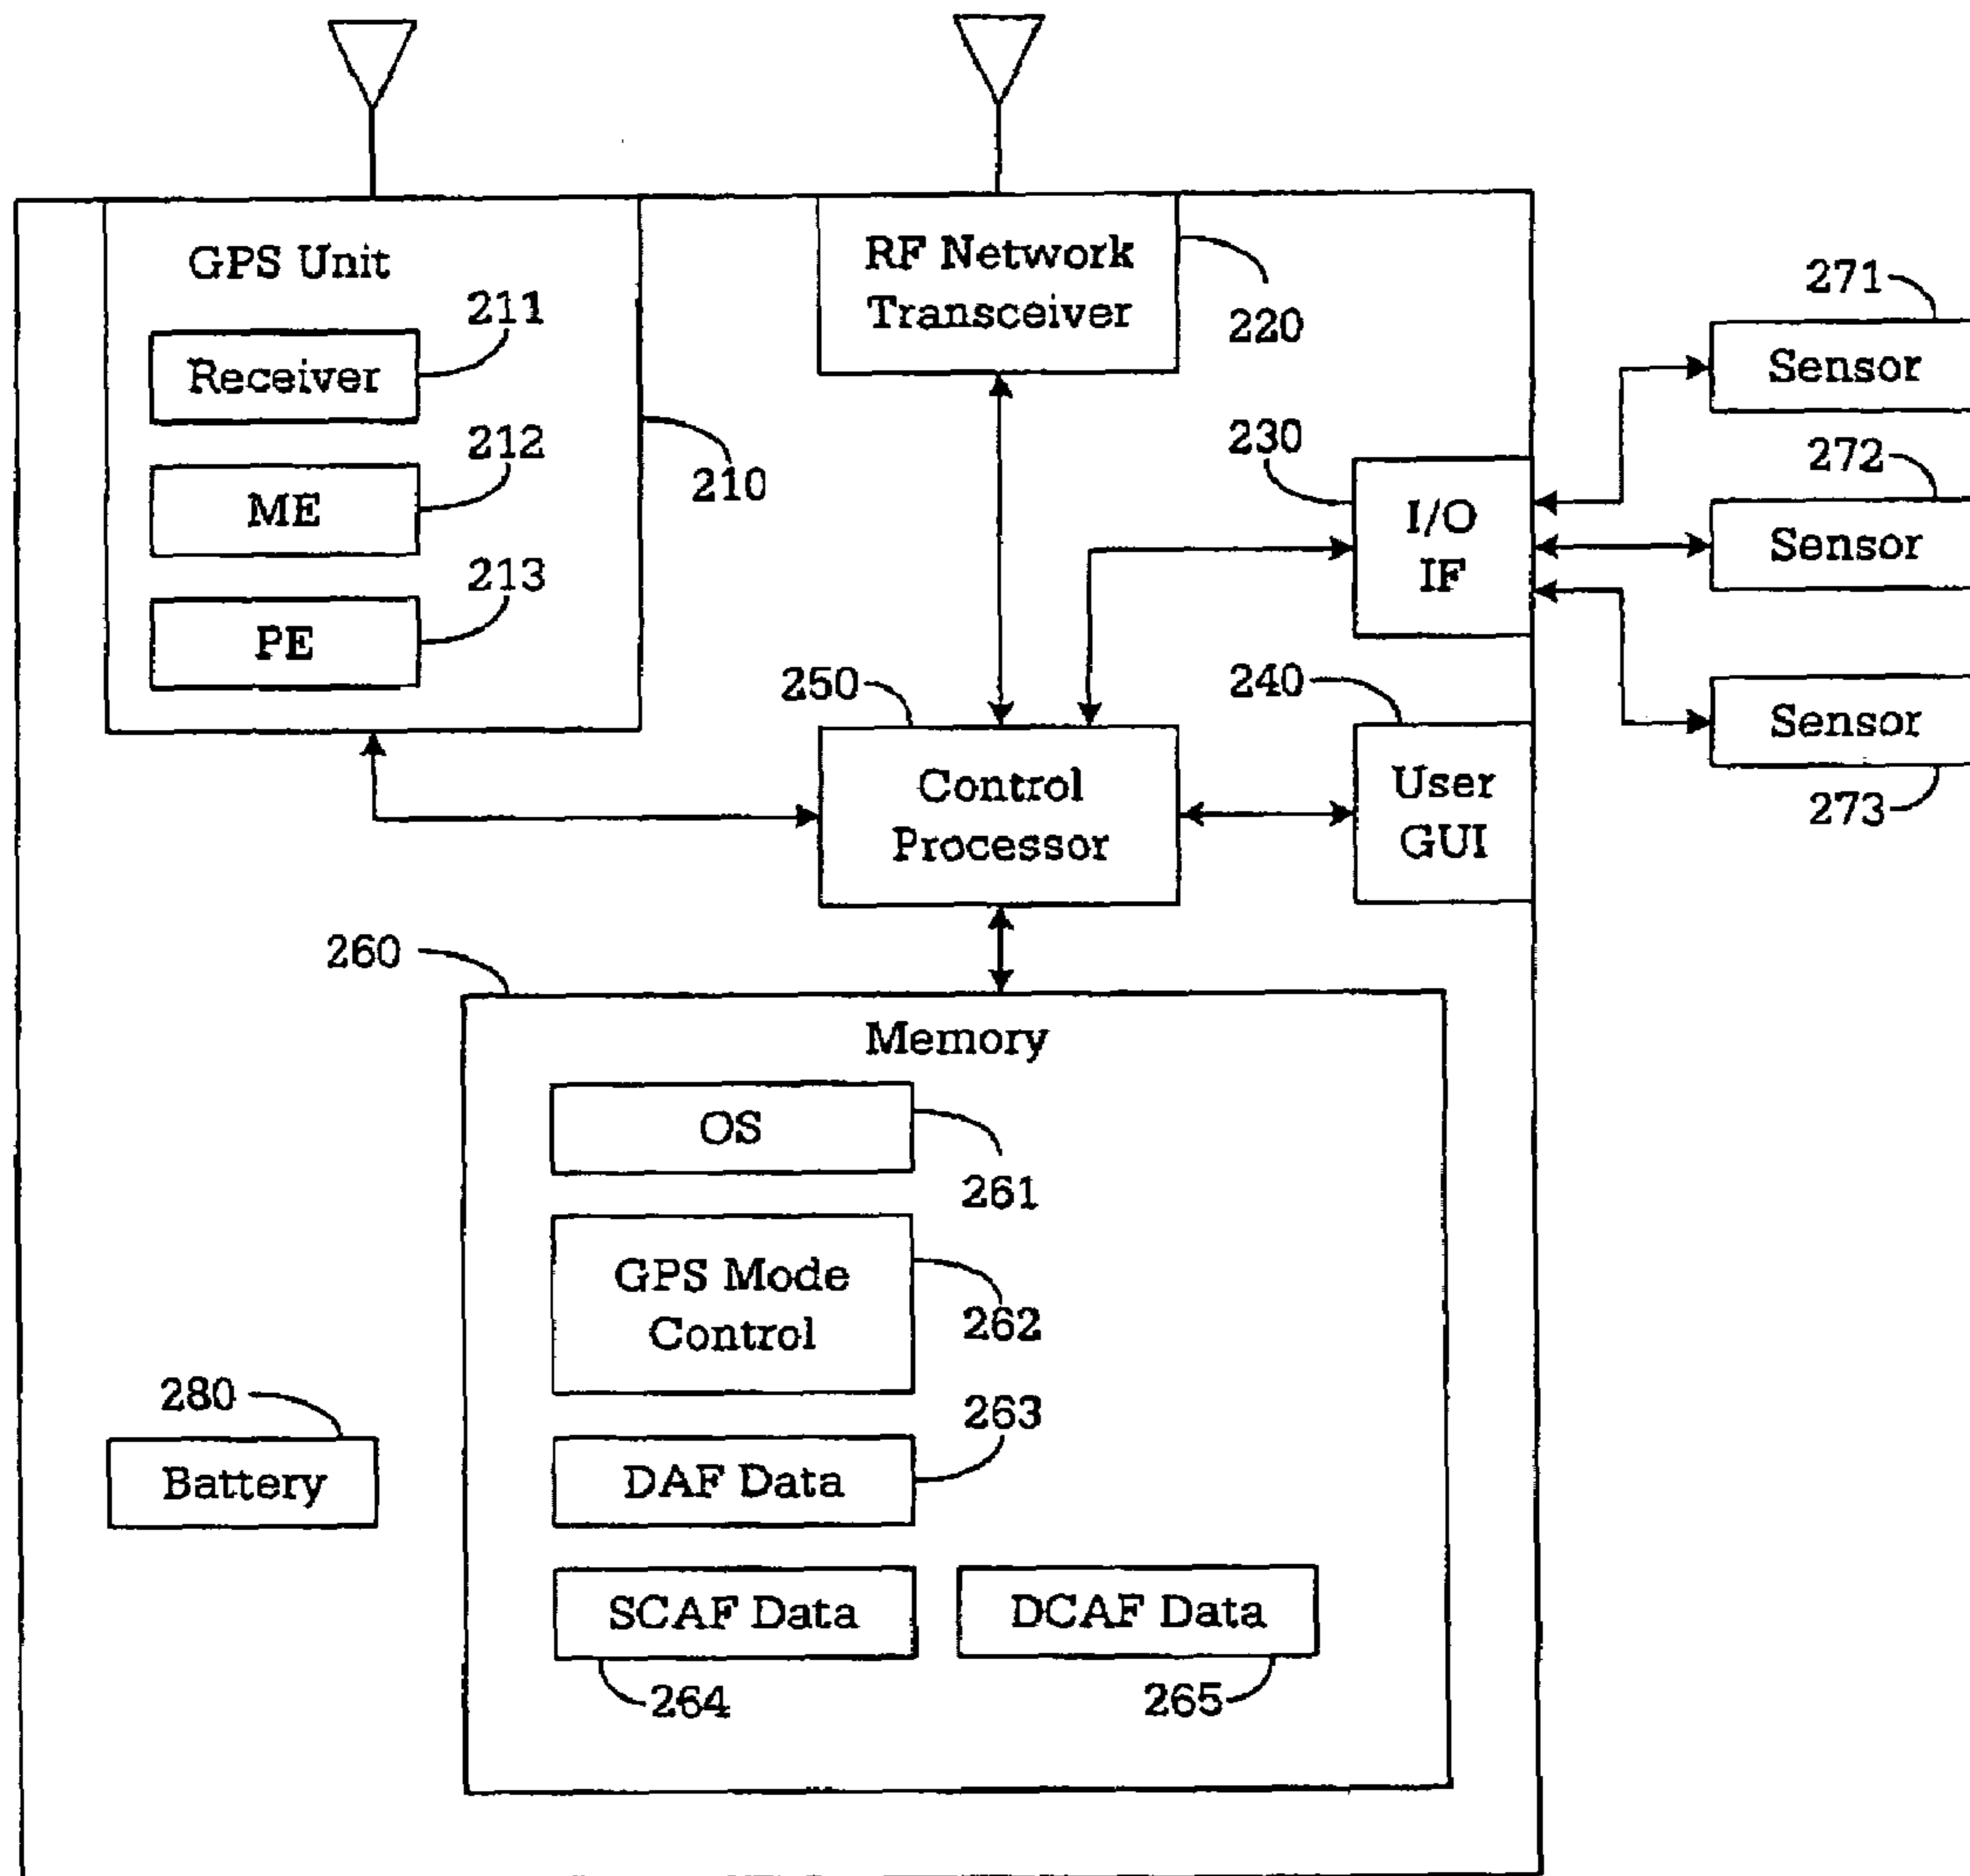 GPS Unit
211
Receiver
212
ME
213
PE
210
RF Network
Transceiver
220
230
I/O
IF
271
Sensor
272
Sensor
Sensor
273
250
Control
Processor
240
User
GUI
260
Memory
OS
261
GPS Mode
Control
262
263
DAF Data
SCAF Data
264
DCAF Data
265
280
Battery